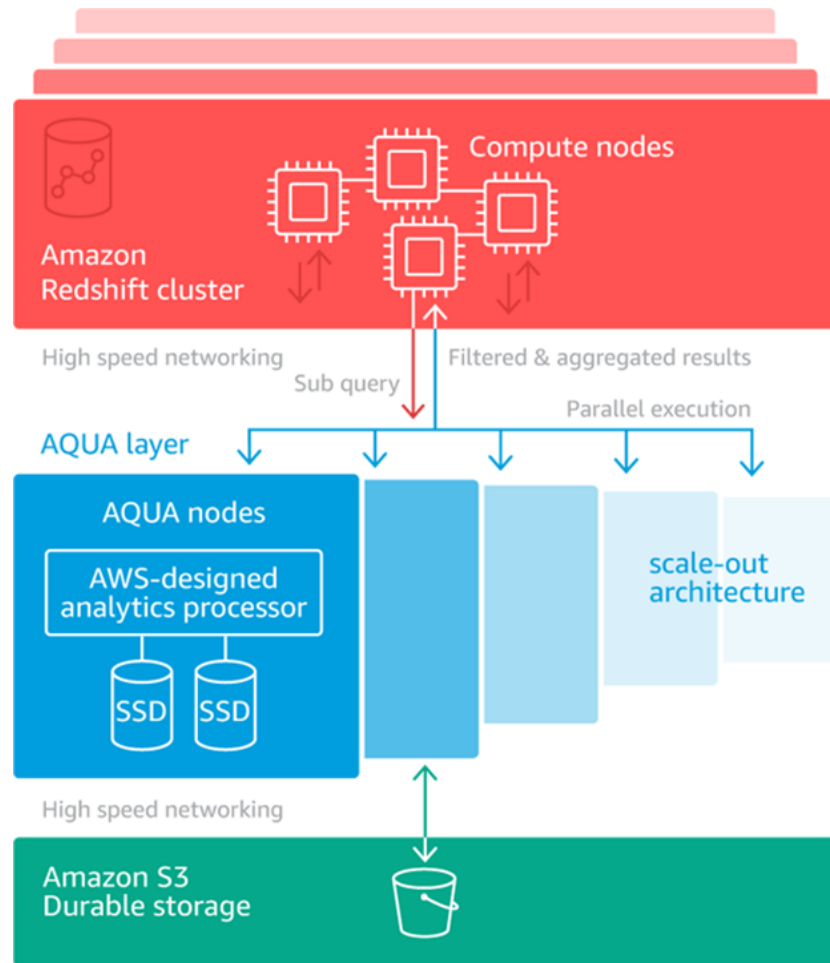 Compute nodes
Amazon
Redshift cluster
High speed networking
Filtered & aggregated results
Sub query
Parallel execution
AQUA layer
AQUA nodes
AWS-designed
analytics processor
SSD
SSD
scale-out
architecture
High speed networking
Amazon S3
Durable storage